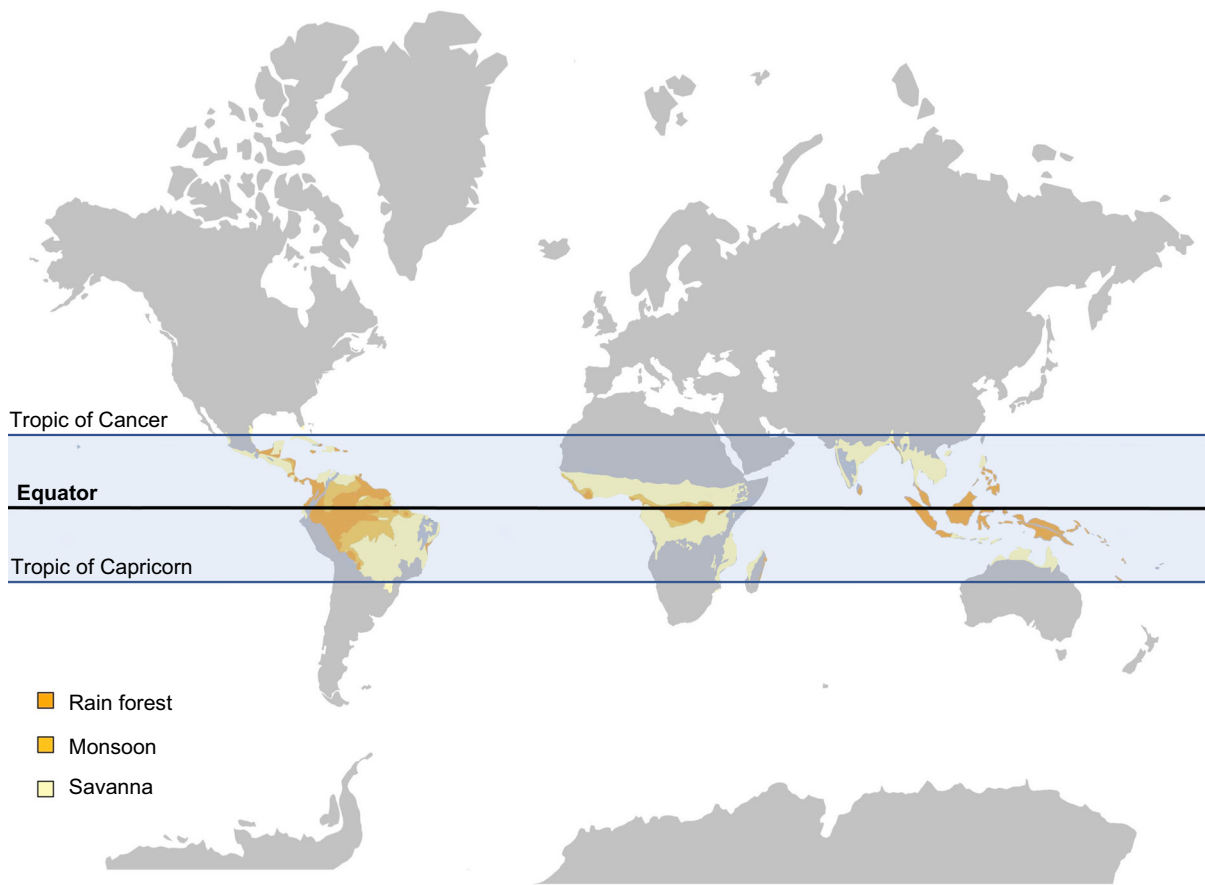 Tropic of Cancer
Equator
Tropic of Capricorn
Rain forest
Monsoon
Savanna